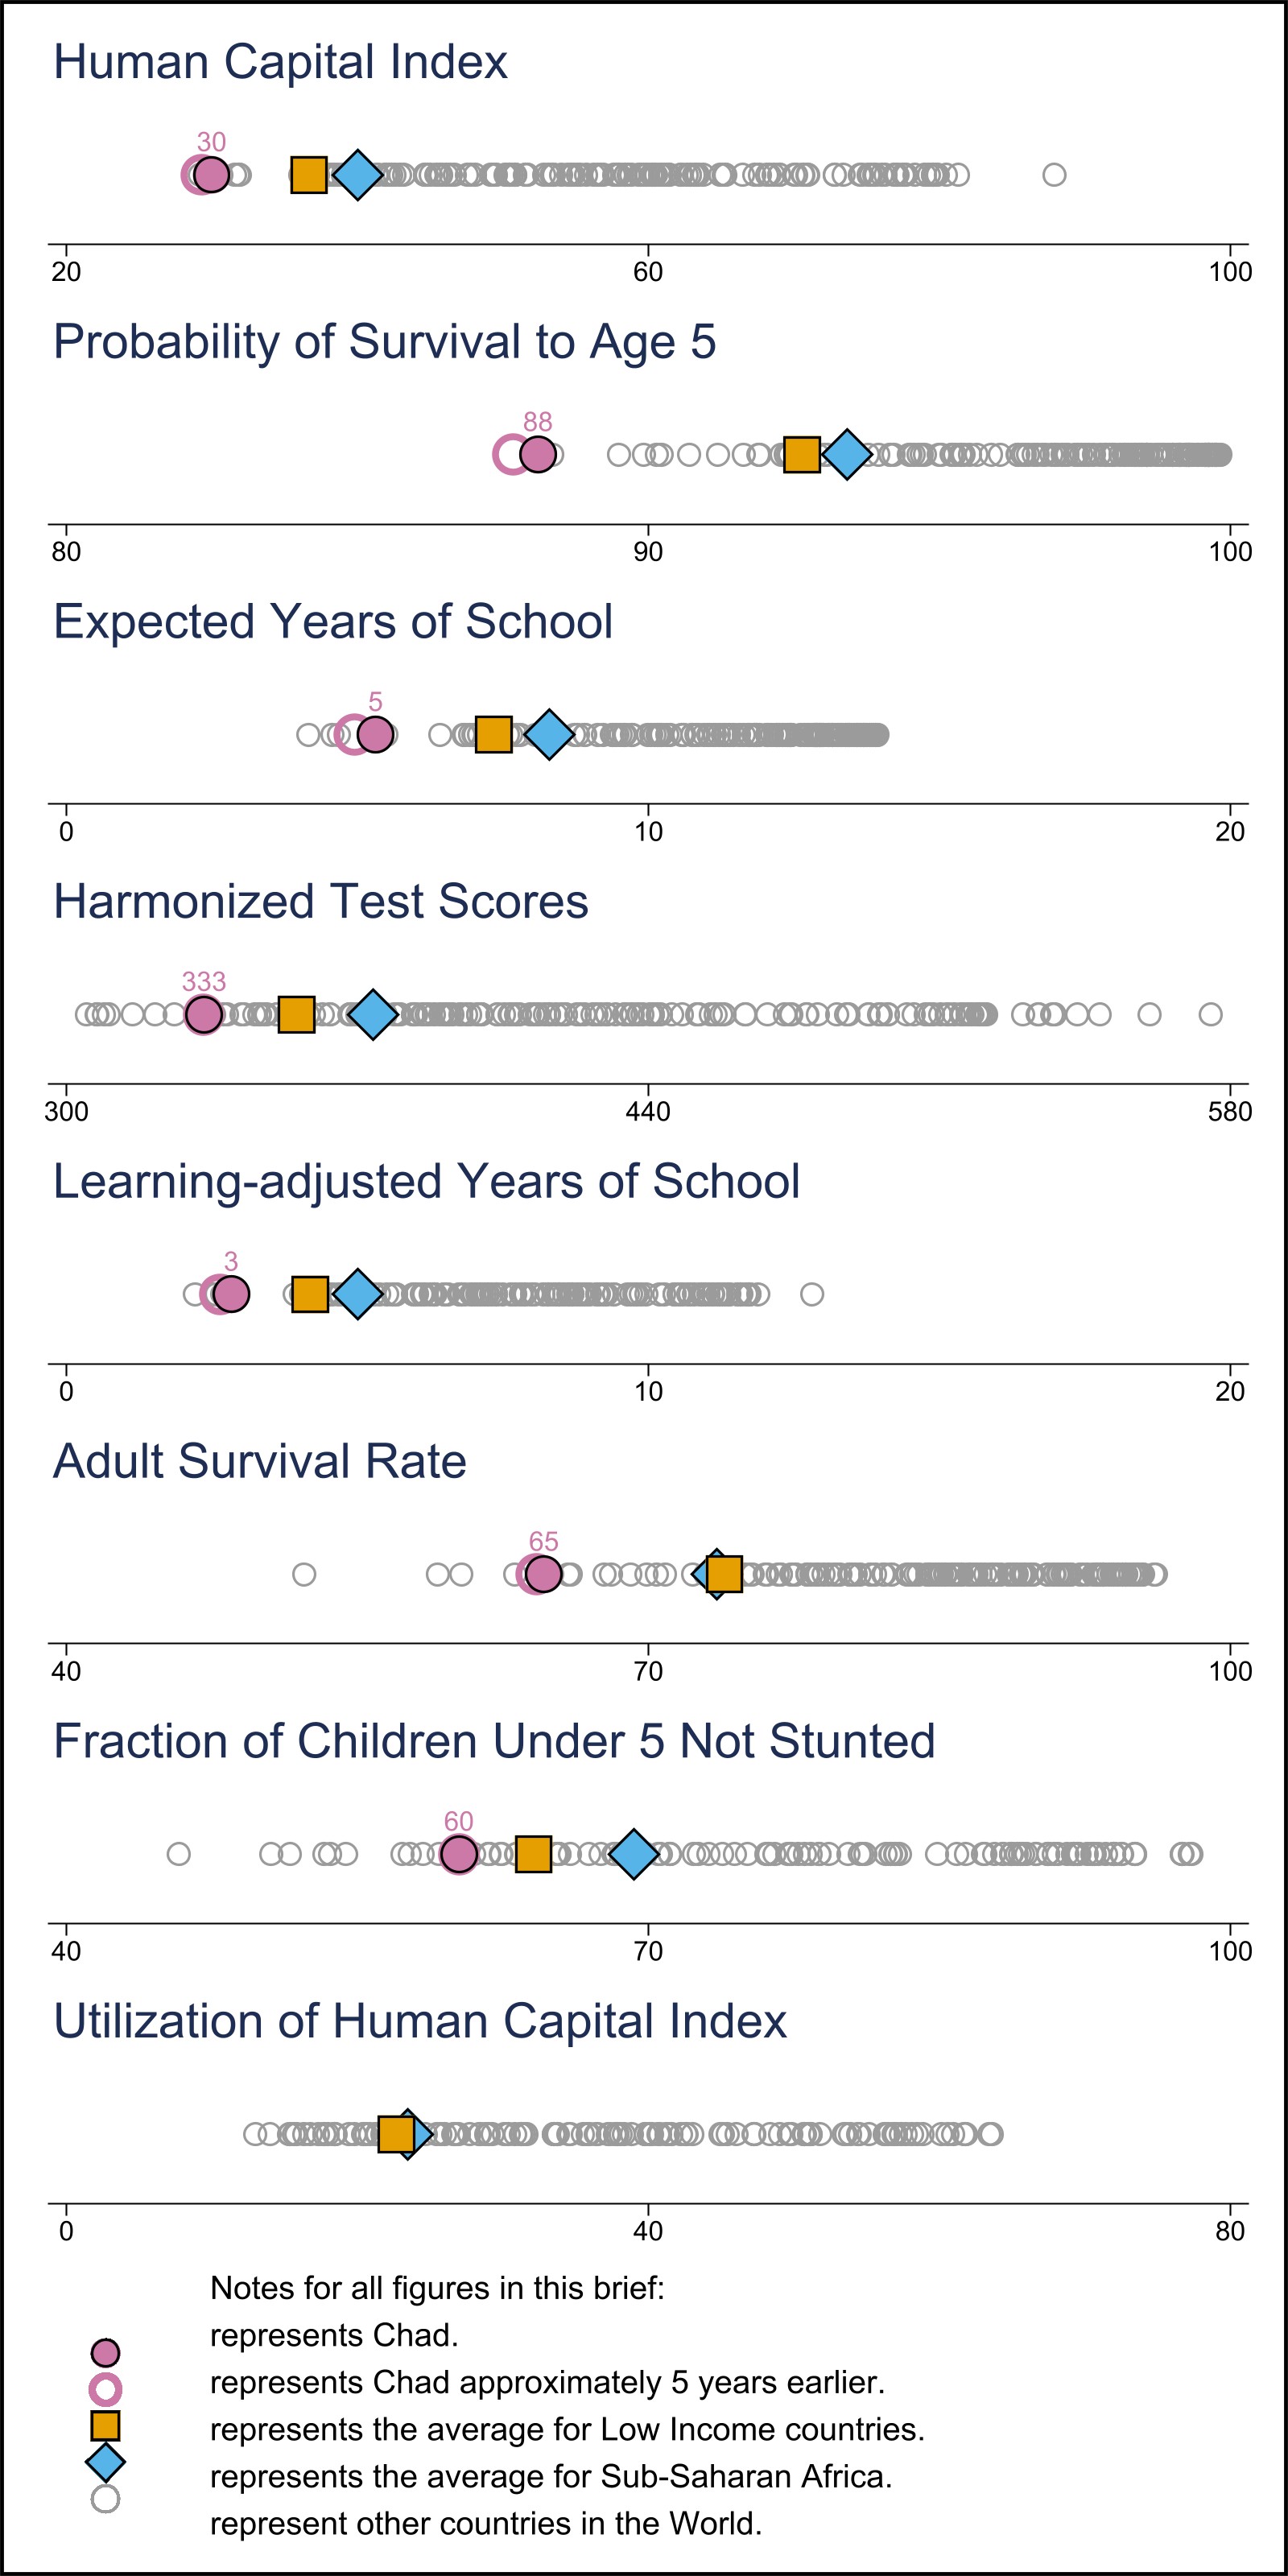 Human Capital Index
30
20 60 100
Probability of Survival to Age 5
88
80 90 100
Expected Years of School
5
0 10 20
Harmonized Test Scores
333
300 440 580
Learning-adjusted Years of School
3
0 10 20
Adult Survival Rate
65
40 70 100
Fraction of Children Under 5 Not Stunted
60
40 70 100
Utilization of Human Capital Index
0 40 80
Notes for all figures in this brief:
represents Chad.
represents Chad approximately 5 years earlier.
represents the average for Low Income countries.
represents the average for Sub-Saharan Africa.
represent other countries in the World.